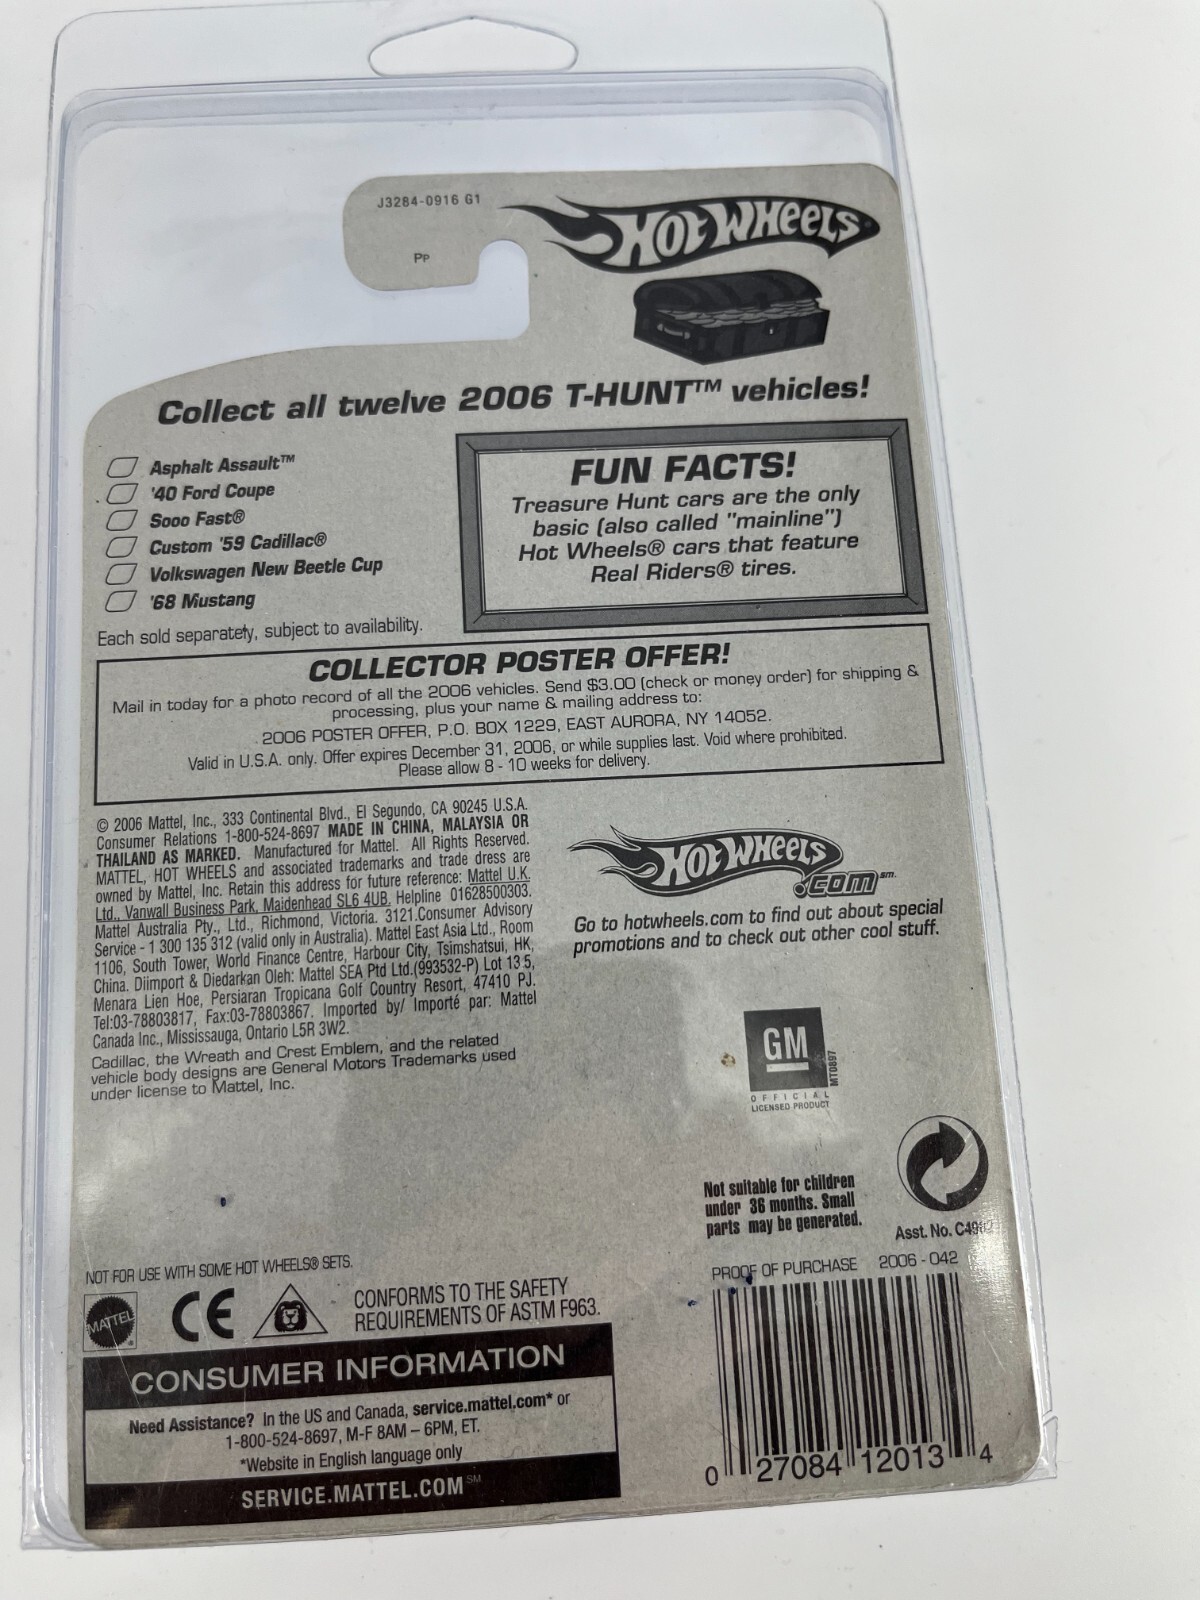 J3284-0916 G1
PP
HOT WHEELS
Collect all twelve 2006 T-HUNT™ vehicles!
Asphalt Assault™
'40 Ford Coupe
Sooo Fast®
Custom '59 Cadillac®
Volkswagen New Beetle Cup
'68 Mustang
Each sold separately, subject to availability.
FUN FACTS!
Treasure Hunt cars are the only
basic (also called "mainline")
Hot Wheels® cars that feature
Real Riders® tires.
COLLECTOR POSTER OFFER!
Mail in today for a photo record of all the 2006 vehicles. Send $3.00 (check or money order) for shipping &
processing, plus your name & mailing address to:
2006 POSTER OFFER, P.O. BOX 1229, EAST AURORA, NY 14052.
Valid in U.S.A. only. Offer expires December 31, 2006, or while supplies last. Void where prohibited.
Please allow 8 - 10 weeks for delivery.
© 2006 Mattel, Inc., 333 Continental Blvd., El Segundo, CA 90245 U.S.A.
Consumer Relations 1-800-524-8697 MADE IN CHINA, MALAYSIA OR
THAILAND AS MARKED. Manufactured for Mattel. All Rights Reserved.
MATTEL, HOT WHEELS and associated trademarks and trade dress are
owned by Mattel, Inc. Retain this address for future reference: Mattel U.K.
Ltd., Vanwall Business Park, Maidenhead SL6 4UB. Helpline 01628500303.
Mattel Australia Pty., Ltd., Richmond, Victoria. 3121.Consumer Advisory
Service - 1 300 135 312 (valid only in Australia). Mattel East Asia Ltd., Room
1106, South Tower, World Finance Centre, Harbour City, Tsimshatsui, HK,
China. Diimport & Diedarkan Oleh: Mattel SEA Ptd Ltd.(993532-P) Lot 13.5,
Menara Lien Hoe, Persiaran Tropicana Golf Country Resort, 47410 PJ.
Tel:03-78803817, Fax:03-78803867. Imported by/ Importé par: Mattel
Canada Inc., Mississauga, Ontario L5R 3W2.
Cadillac, the Wreath and Crest Emblem, and the related
vehicle body designs are General Motors Trademarks used
under license to Mattel, Inc.
HOT WHEELS
.COM℠.
Go to hotwheels.com to find out about special
promotions and to check out other cool stuff.
GM
MT0897
OFFICIAL
LICENSED PRODUCT
Not suitable for children
under 36 months. Small
parts may be generated.
Asst. No.
PROOF OF PURCHASE 2006 - 042
0 27084 12013 4
NOT FOR USE WITH SOME HOT WHEELS® SETS.
MATTEL
CE
CONFORMS TO THE SAFETY
REQUIREMENTS OF ASTM F963.
CONSUMER INFORMATION
Need Assistance? In the US and Canada, service.mattel.com* or
1-800-524-8697, M-F 8AM – 6PM, ET.
*Website in English language only
SERVICE.MATTEL.COM℠